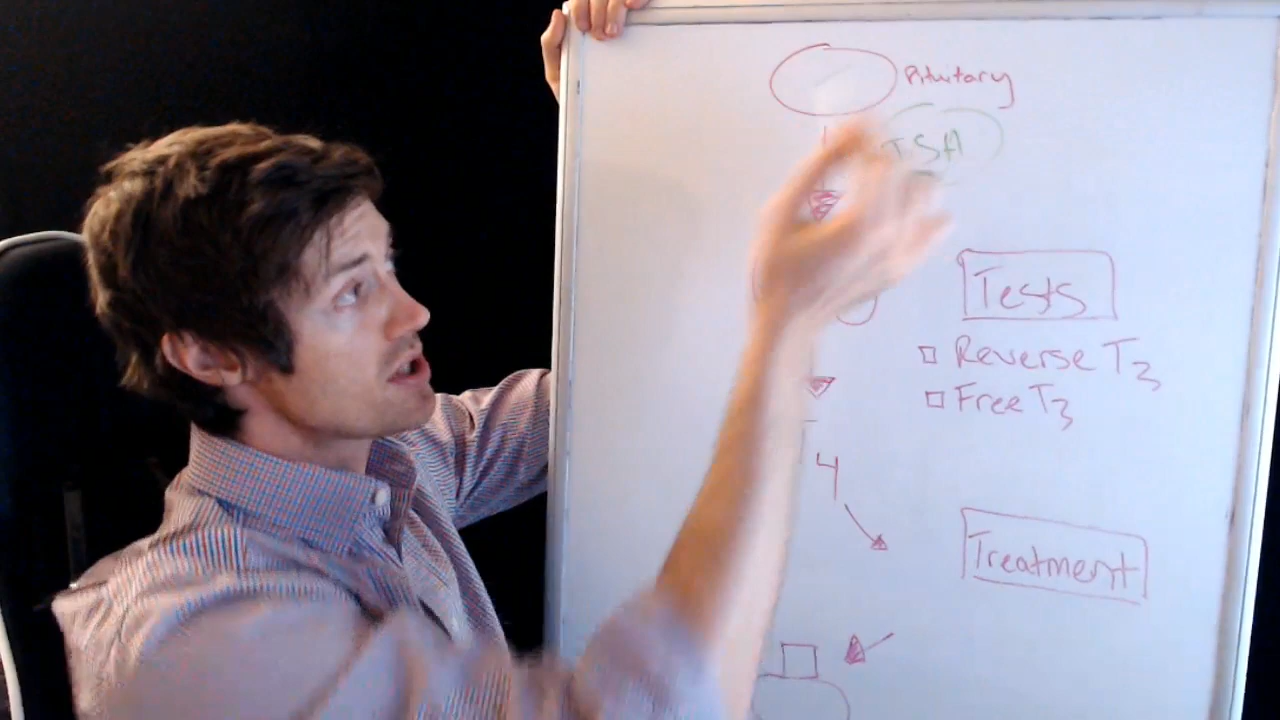 Pituitary
TSH
Tests
Reverse T3
Free T3
4
Treatment